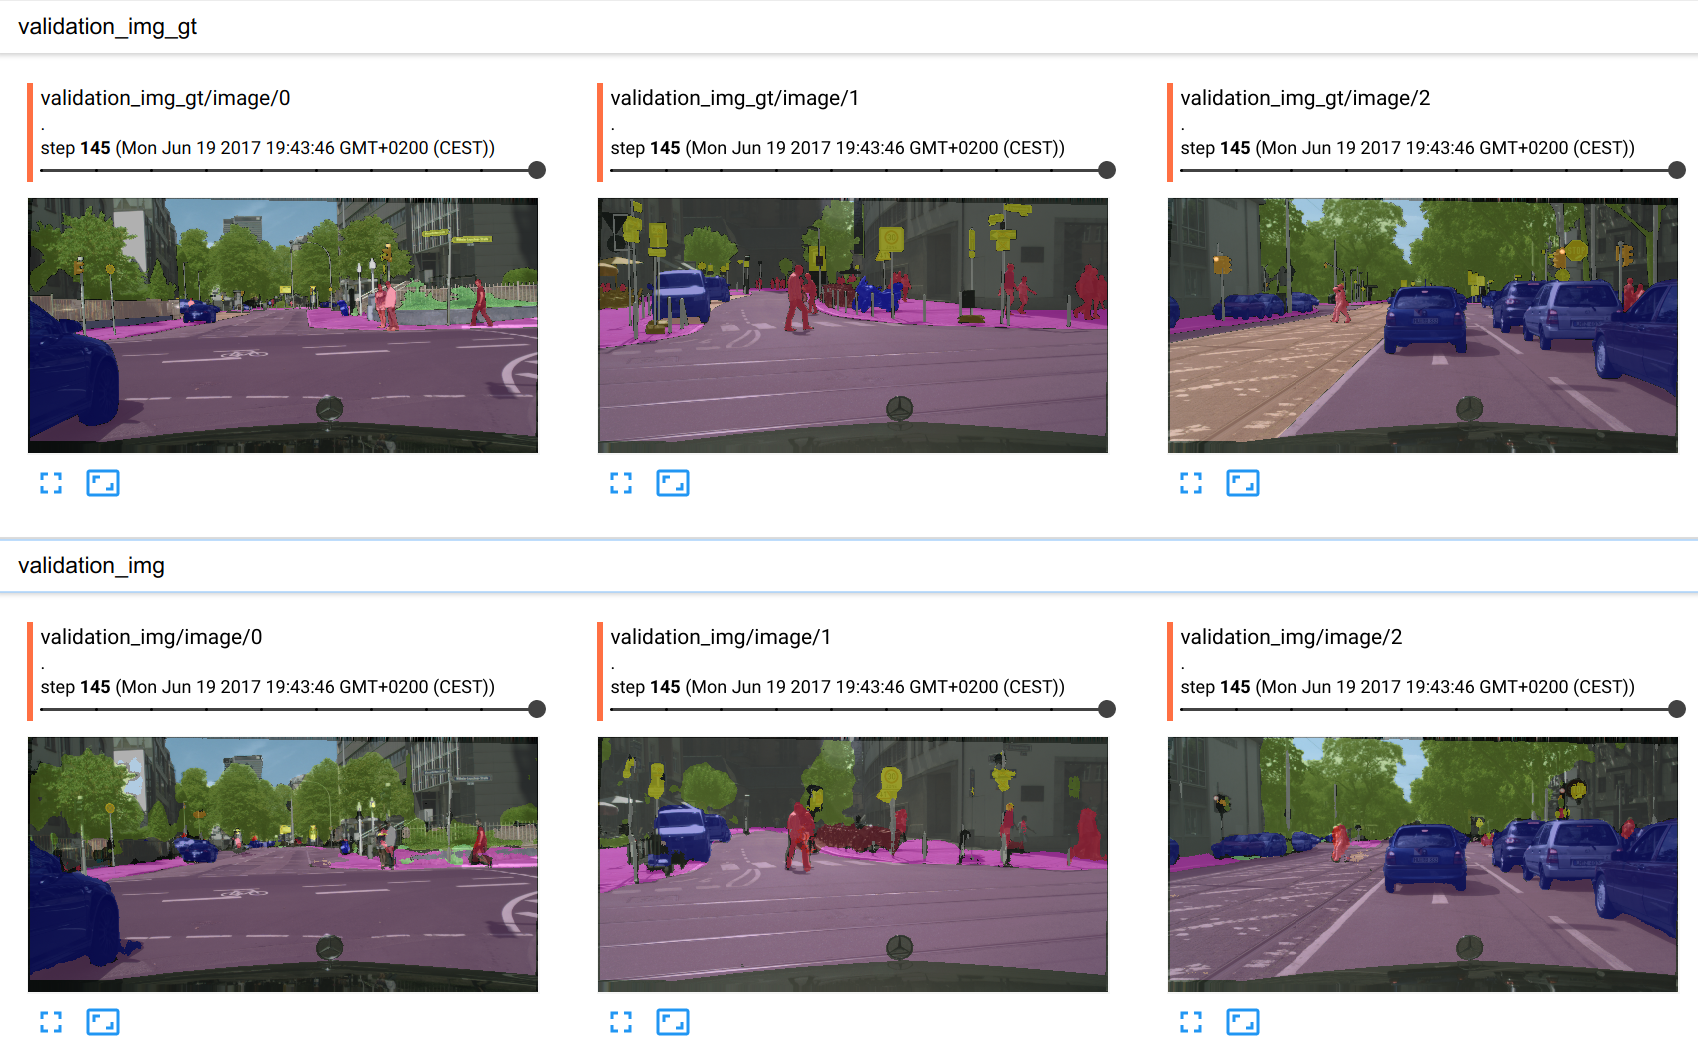 validation_img_gt
validation_img_gt/image/0
.
step 145 (Mon Jun 19 2017 19:43:46 GMT+0200 (CEST))
validation_img_gt/image/1
.
step 145 (Mon Jun 19 2017 19:43:46 GMT+0200 (CEST))
validation_img_gt/image/2
.
step 145 (Mon Jun 19 2017 19:43:46 GMT+0200 (CEST))
validation_img
validation_img/image/0
.
step 145 (Mon Jun 19 2017 19:43:46 GMT+0200 (CEST))
validation_img/image/1
.
step 145 (Mon Jun 19 2017 19:43:46 GMT+0200 (CEST))
validation_img/image/2
.
step 145 (Mon Jun 19 2017 19:43:46 GMT+0200 (CEST))